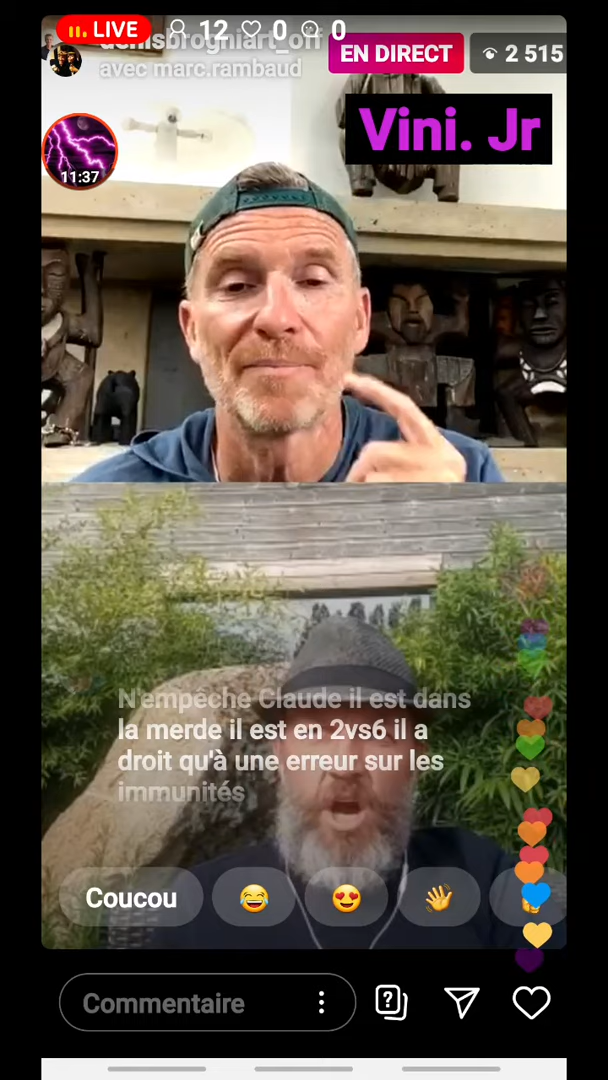 LIVE 12 0 0
denisbrogniart_off
avec marc.rambaud
EN DIRECT
2 515
Vini. Jr
11:37
N'empêche Claude il est dans
la merde il est en 2vs6 il a
droit qu'à une erreur sur les
immunités
Coucou
Commentaire